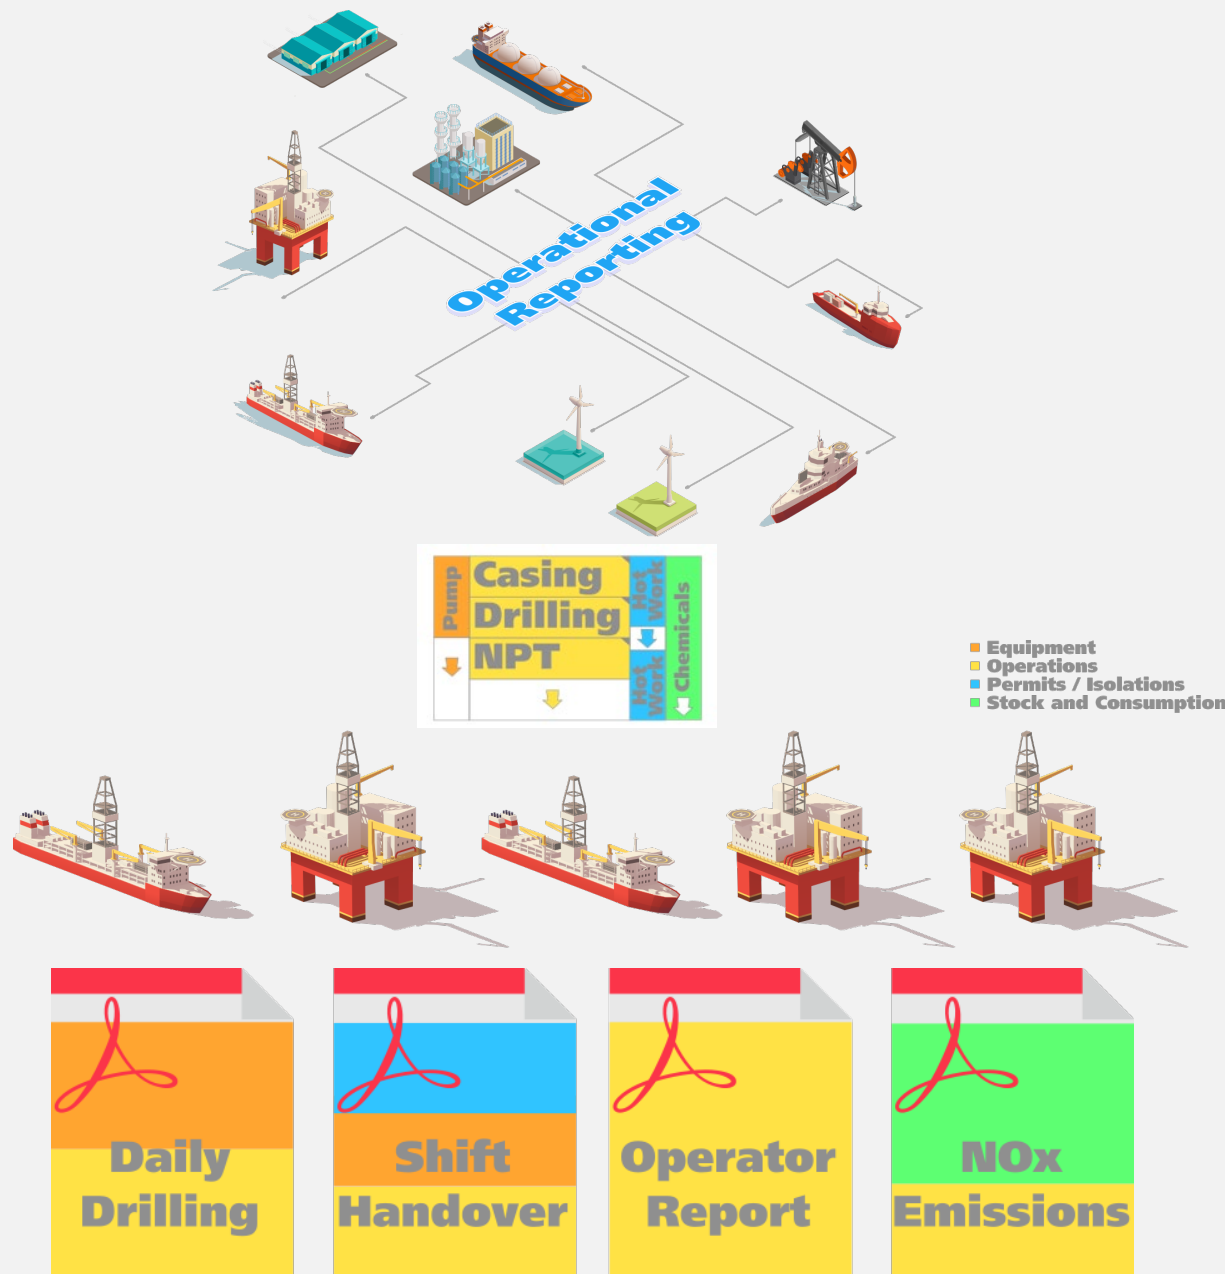 Operational
Reporting
Pump
Casing
Drilling
NPT
Hot
Work
Hot
Work
Chemicals
Equipment
Operations
Permits / Isolations
Stock and Consumption
Daily
Drilling
Shift
Handover
Operator
Report
NOx
Emissions